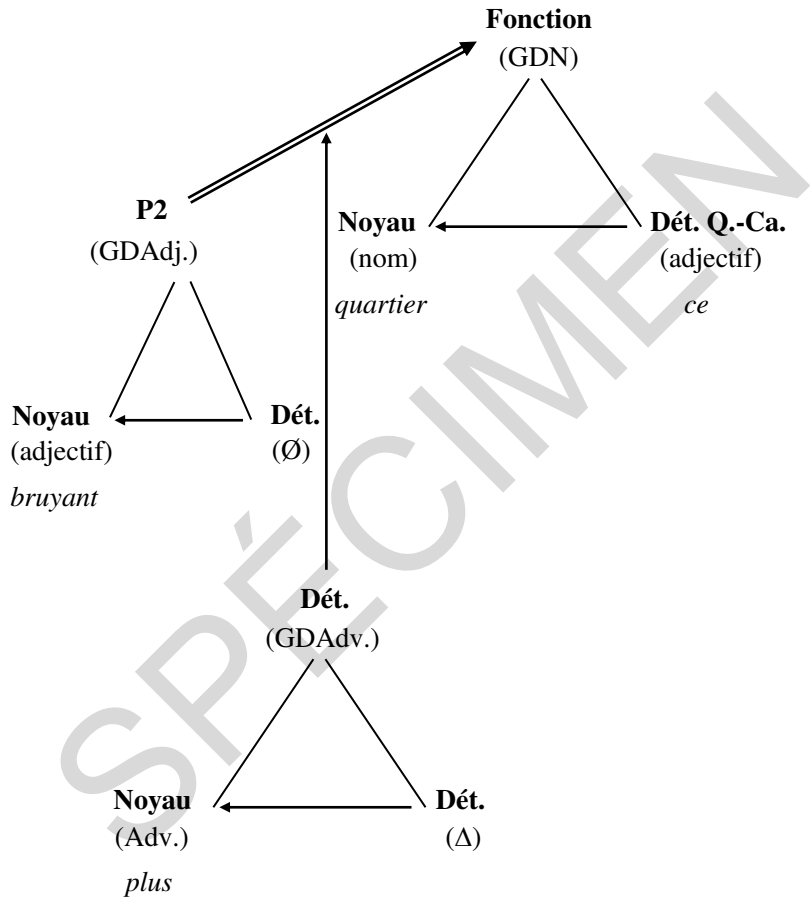 Fonction
(GDN)
P2
(GDAdj.)
Noyau
(nom)
quartier
Dét. Q.-Ca.
(adjectif)
ce
Noyau
(adjectif)
bruyant
Dét.
(Ø)
Dét.
(GDAdv.)
Noyau
(Adv.)
plus
Dét.
(Δ)
SPÉCIMEN